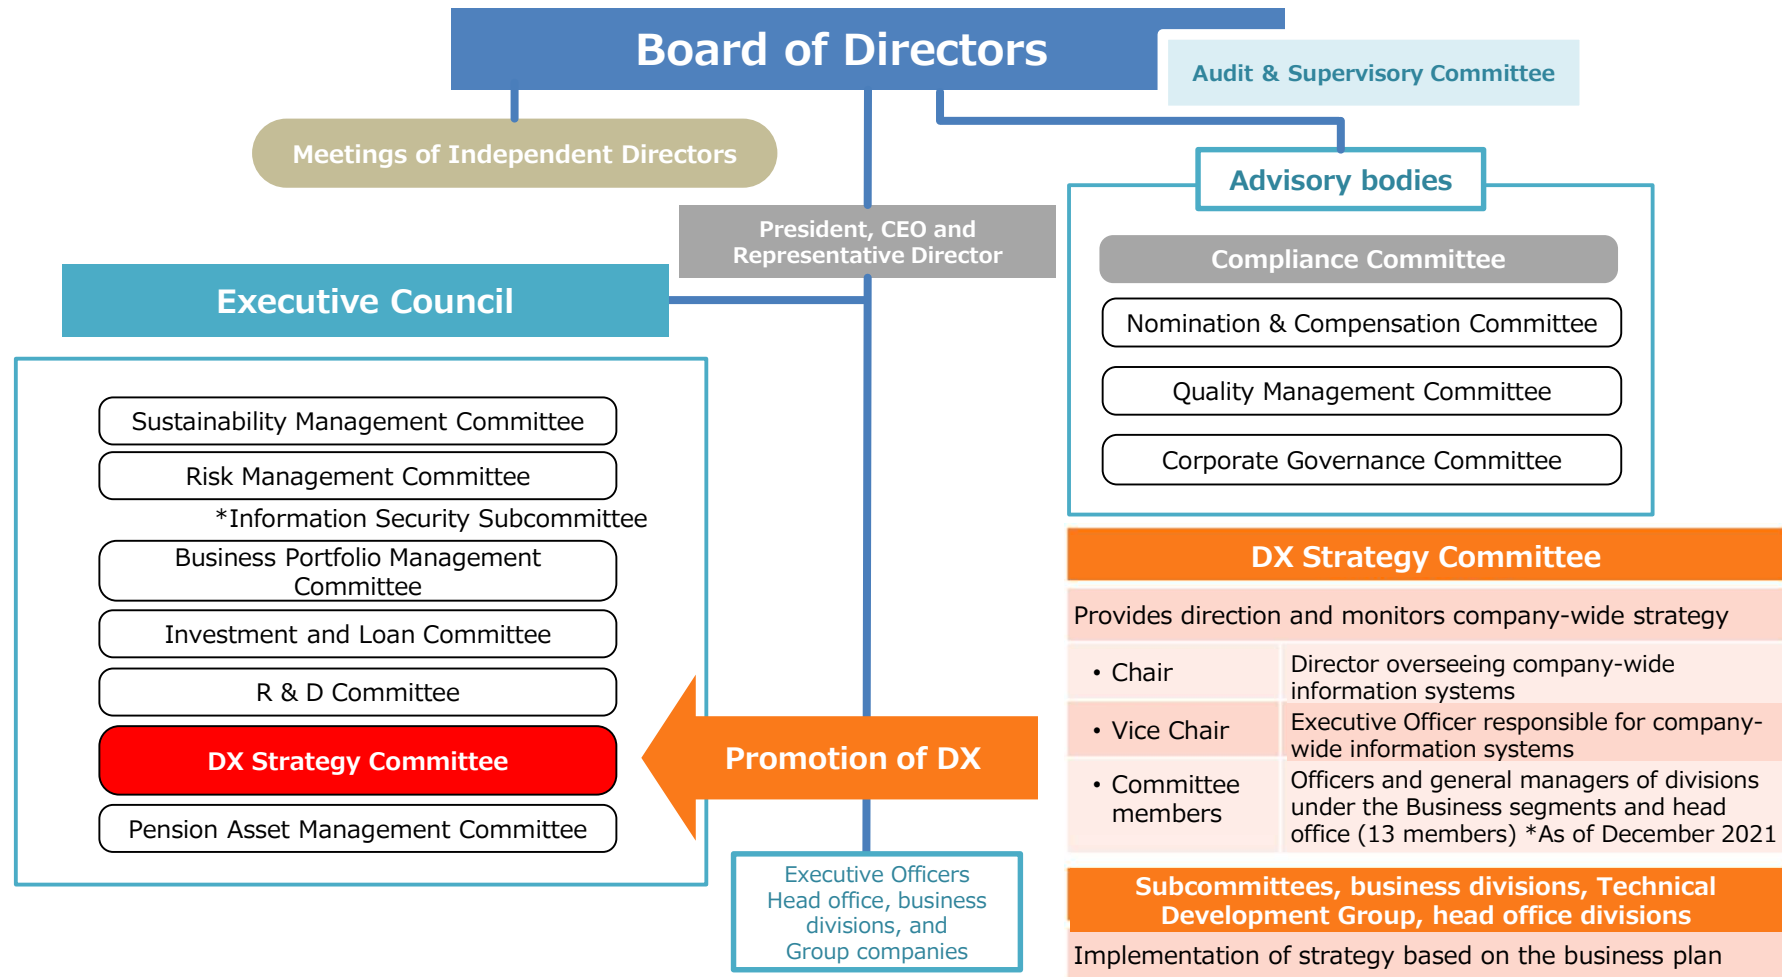 Board of Directors
Audit & Supervisory Committee
Meetings of Independent Directors
Advisory bodies
President, CEO and
Representative Director
Compliance Committee
Nomination & Compensation Committee
Quality Management Committee
Corporate Governance Committee
Executive Council
Sustainability Management Committee
Risk Management Committee
*Information Security Subcommittee
Business Portfolio Management
Committee
Investment and Loan Committee
R & D Committee
DX Strategy Committee
Pension Asset Management Committee
Promotion of DX
Executive Officers
Head office, business
divisions, and
Group companies
DX Strategy Committee
Provides direction and monitors company-wide strategy
• Chair
Director overseeing company-wide
information systems
• Vice Chair
Executive Officer responsible for company-
wide information systems
• Committee
members
Officers and general managers of divisions
under the Business segments and head
office (13 members) *As of December 2021
Subcommittees, business divisions, Technical
Development Group, head office divisions
Implementation of strategy based on the business plan